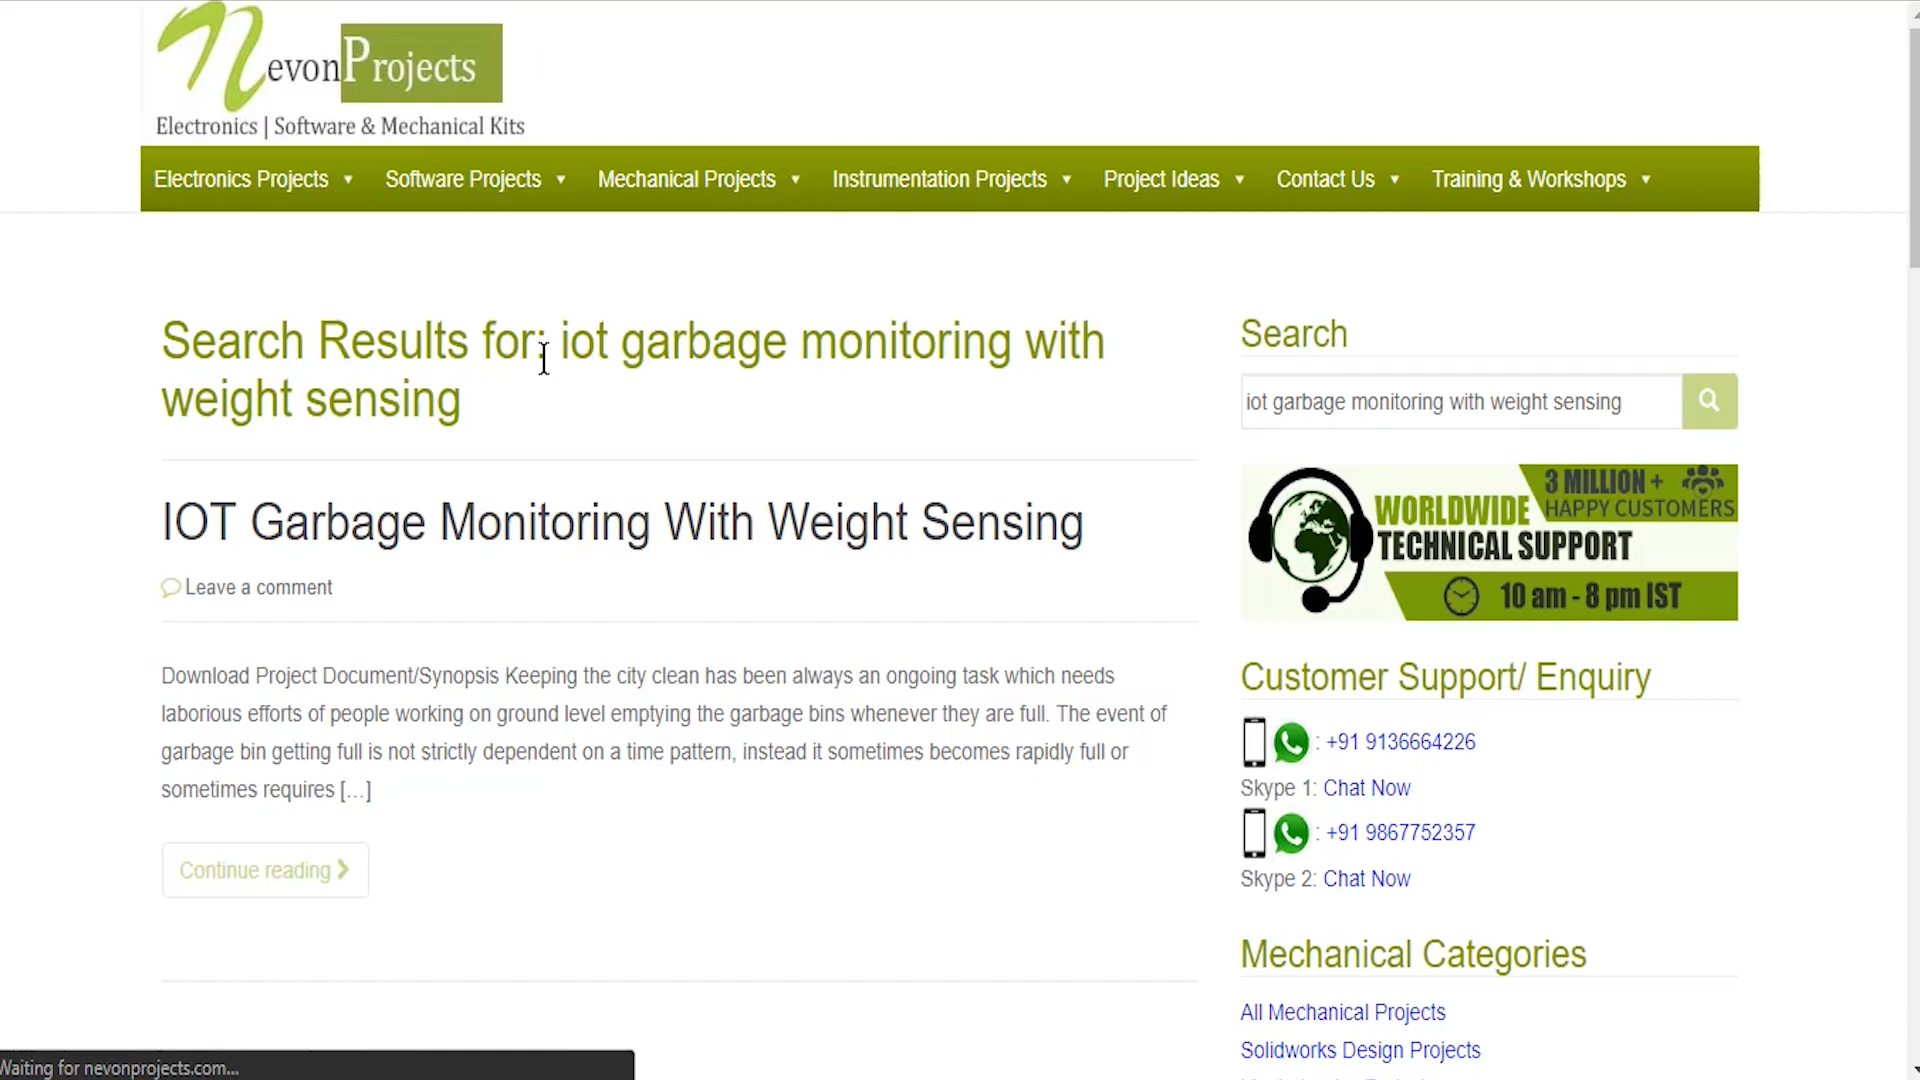 NevonProjects
Electronics | Software & Mechanical Kits
Electronics Projects Software Projects Mechanical Projects Instrumentation Projects Project Ideas Contact Us Training & Workshops
Search Results for: iot garbage monitoring with
weight sensing
IOT Garbage Monitoring With Weight Sensing
Leave a comment
Download Project Document/Synopsis Keeping the city clean has been always an ongoing task which needs
laborious efforts of people working on ground level emptying the garbage bins whenever they are full. The event of
garbage bin getting full is not strictly dependent on a time pattern, instead it sometimes becomes rapidly full or
sometimes requires […]
Continue reading
Search
iot garbage monitoring with weight sensing
3 MILLION +
HAPPY CUSTOMERS
WORLDWIDE
TECHNICAL SUPPORT
10 am - 8 pm IST
Customer Support/ Enquiry
: +91 9136664226
Skype 1: Chat Now
: +91 9867752357
Skype 2: Chat Now
Mechanical Categories
All Mechanical Projects
Solidworks Design Projects
Waiting for nevonprojects.com...